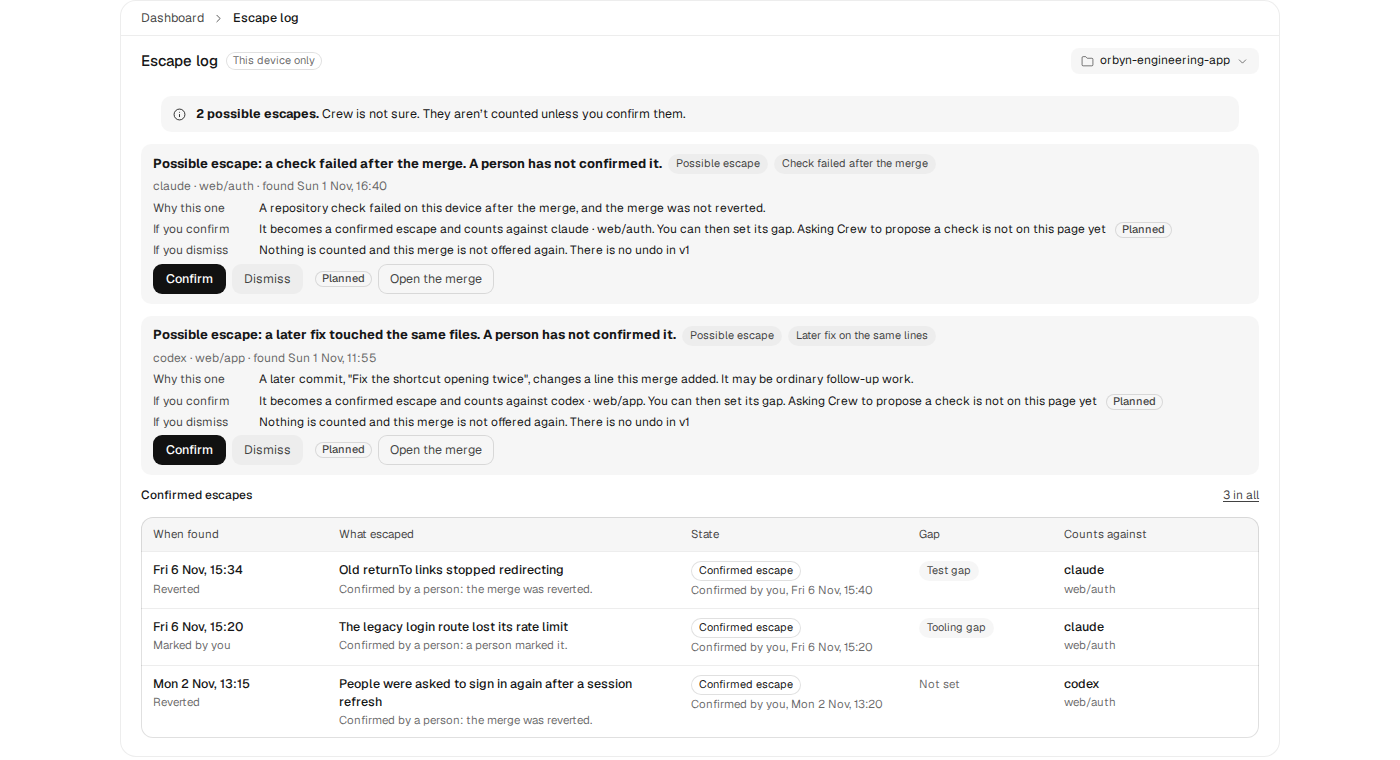 Dashboard > Escape log
Escape log This device only orbyn-engineering-app
2 possible escapes. Crew is not sure. They aren't counted unless you confirm them.
Possible escape: a check failed after the merge. A person has not confirmed it. Possible escape Check failed after the merge
claude · web/auth · found Sun 1 Nov, 16:40
Why this one A repository check failed on this device after the merge, and the merge was not reverted.
If you confirm It becomes a confirmed escape and counts against claude · web/auth. You can then set its gap. Asking Crew to propose a check is not on this page yet Planned
If you dismiss Nothing is counted and this merge is not offered again. There is no undo in v1
Confirm Dismiss Planned Open the merge
Possible escape: a later fix touched the same files. A person has not confirmed it. Possible escape Later fix on the same lines
codex · web/app · found Sun 1 Nov, 11:55
Why this one A later commit, "Fix the shortcut opening twice", changes a line this merge added. It may be ordinary follow-up work.
If you confirm It becomes a confirmed escape and counts against codex · web/app. You can then set its gap. Asking Crew to propose a check is not on this page yet Planned
If you dismiss Nothing is counted and this merge is not offered again. There is no undo in v1
Confirm Dismiss Planned Open the merge
Confirmed escapes 3 in all
When found What escaped State Gap Counts against
Fri 6 Nov, 15:34 Old returnTo links stopped redirecting Confirmed escape Test gap claude
Reverted Confirmed by a person: the merge was reverted. Confirmed by you, Fri 6 Nov, 15:40 web/auth
Fri 6 Nov, 15:20 The legacy login route lost its rate limit Confirmed escape Tooling gap claude
Marked by you Confirmed by a person: a person marked it. Confirmed by you, Fri 6 Nov, 15:20 web/auth
Mon 2 Nov, 13:15 People were asked to sign in again after a session Confirmed escape Not set codex
Reverted refresh Confirmed by you, Mon 2 Nov, 13:20 web/auth
Confirmed by a person: the merge was reverted.